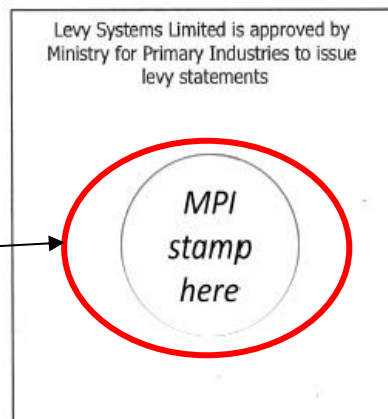 Levy Systems Limited is approved by
Ministry for Primary Industries to issue
levy statements
MPI
stamp
here